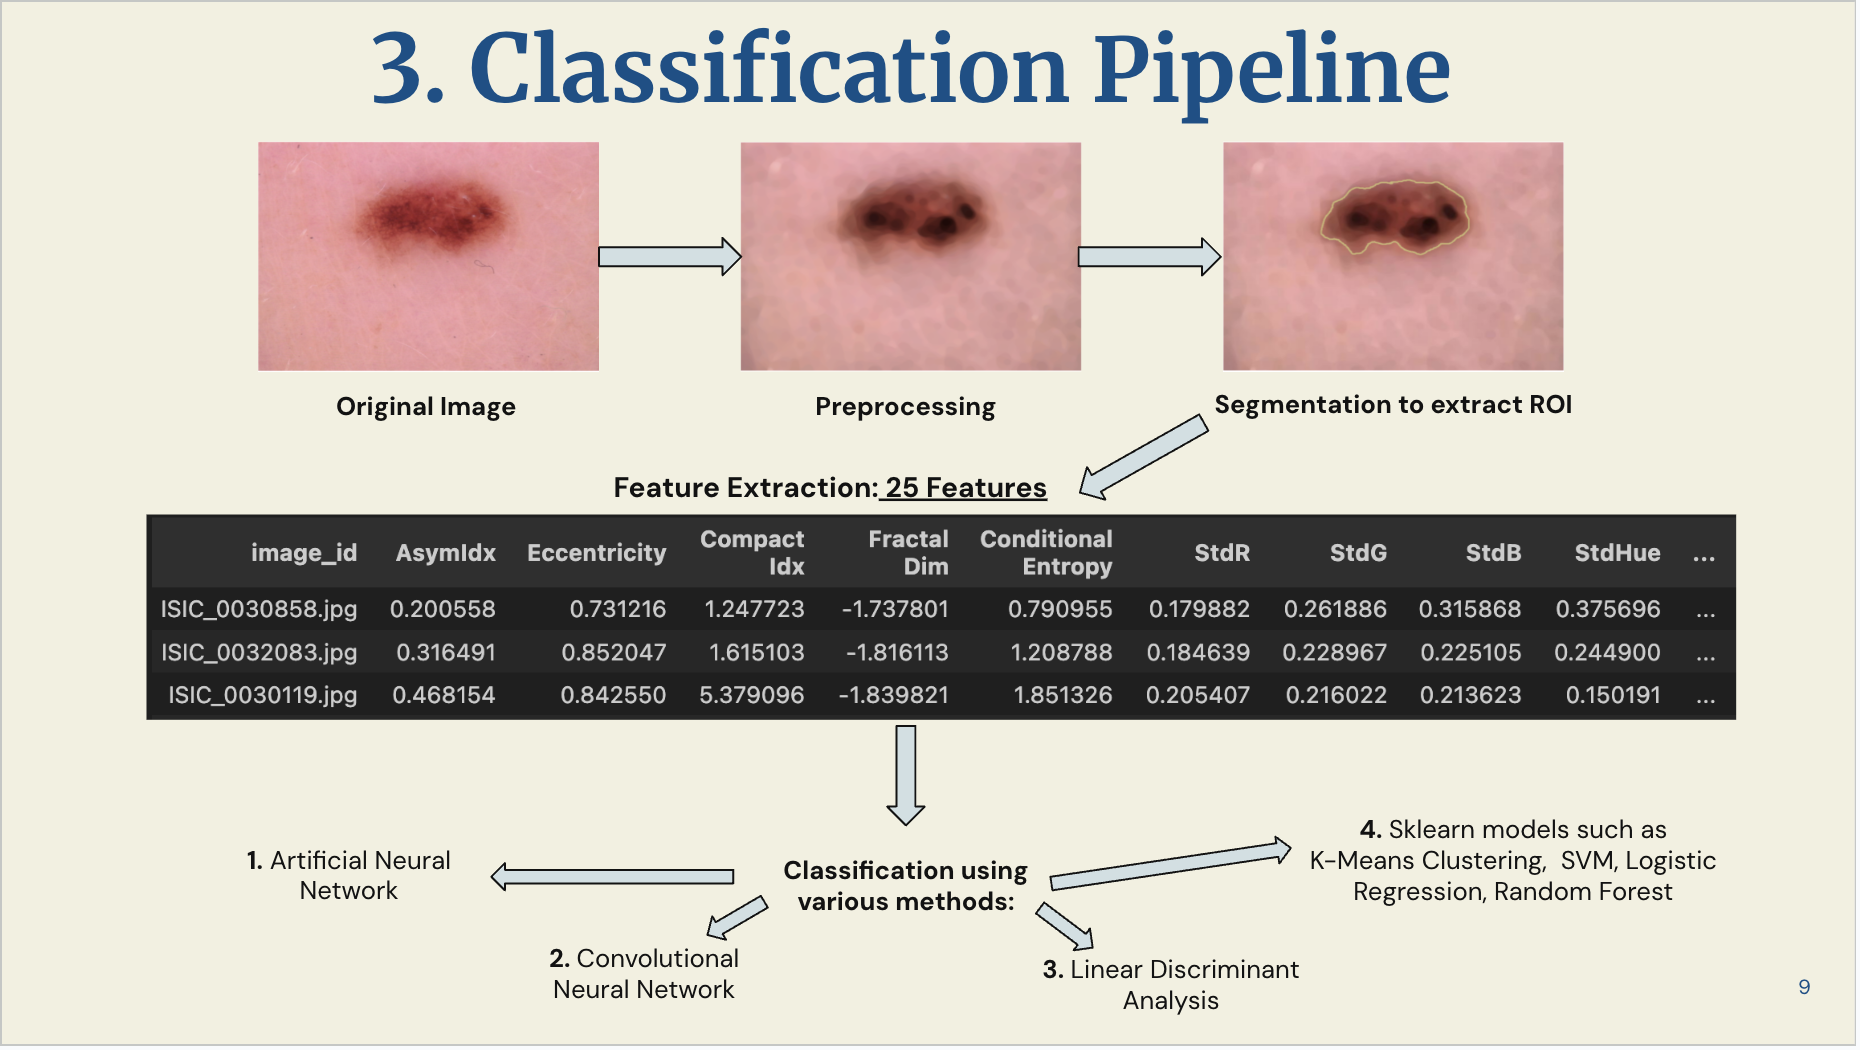 3. Classification Pipeline
Original Image
Preprocessing
Segmentation to extract ROI
Feature Extraction: 25 Features
image_id AsymIdx Eccentricity Compact Idx Fractal Dim Conditional Entropy StdR StdG StdB StdHue ...
ISIC_0030858.jpg 0.200558 0.731216 1.247723 -1.737801 0.790955 0.179882 0.261886 0.315868 0.375696 ...
ISIC_0032083.jpg 0.316491 0.852047 1.615103 -1.816113 1.208788 0.184639 0.228967 0.225105 0.244900 ...
ISIC_0030119.jpg 0.468154 0.842550 5.379096 -1.839821 1.851326 0.205407 0.216022 0.213623 0.150191 ...
Classification using
various methods:
1. Artificial Neural
Network
2. Convolutional
Neural Network
3. Linear Discriminant
Analysis
4. Sklearn models such as
K-Means Clustering, SVM, Logistic
Regression, Random Forest
9